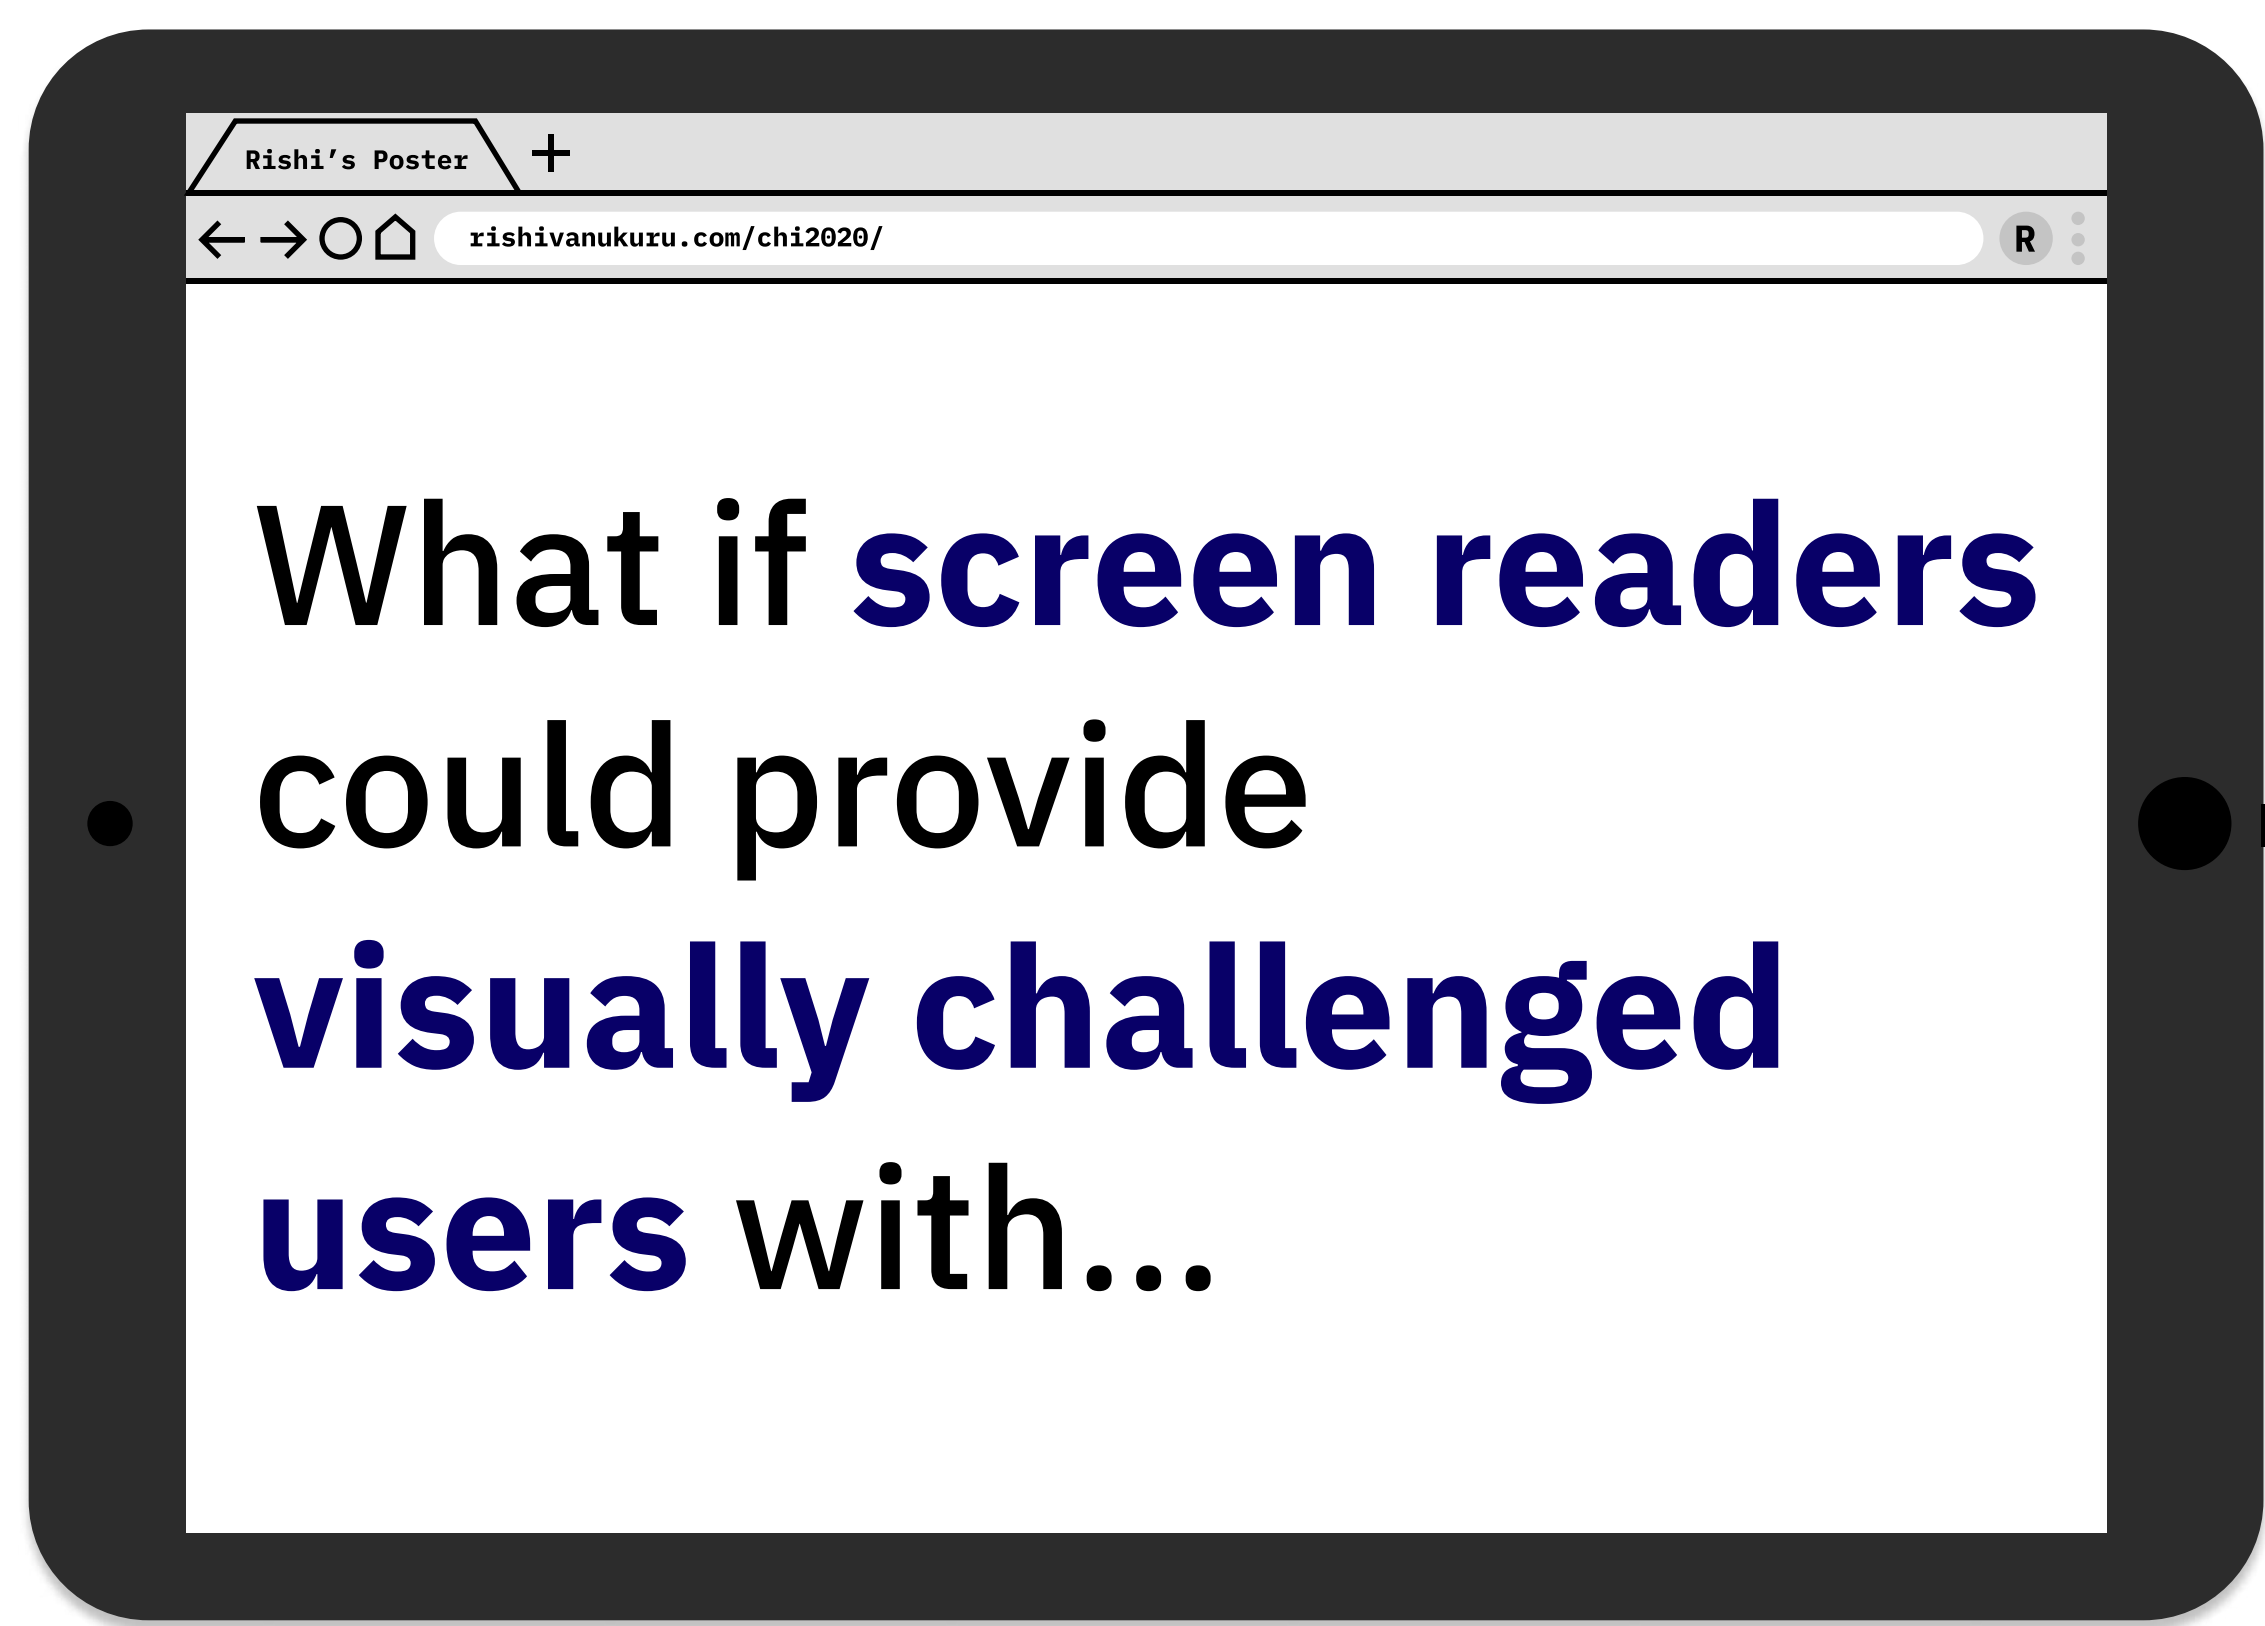 Rishi’s Poster
rishivanukuru.com/chi2020/
R
What if screen readers
could provide
visually challenged
users with...